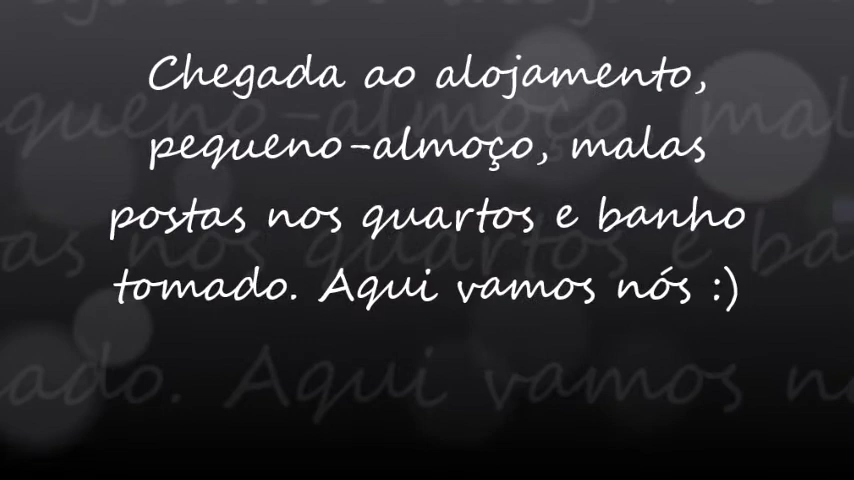 Chegada ao alojamento,
pequeno-almoço, malas
postas nos quartos e banho
tomado. Aqui vamos nós :)